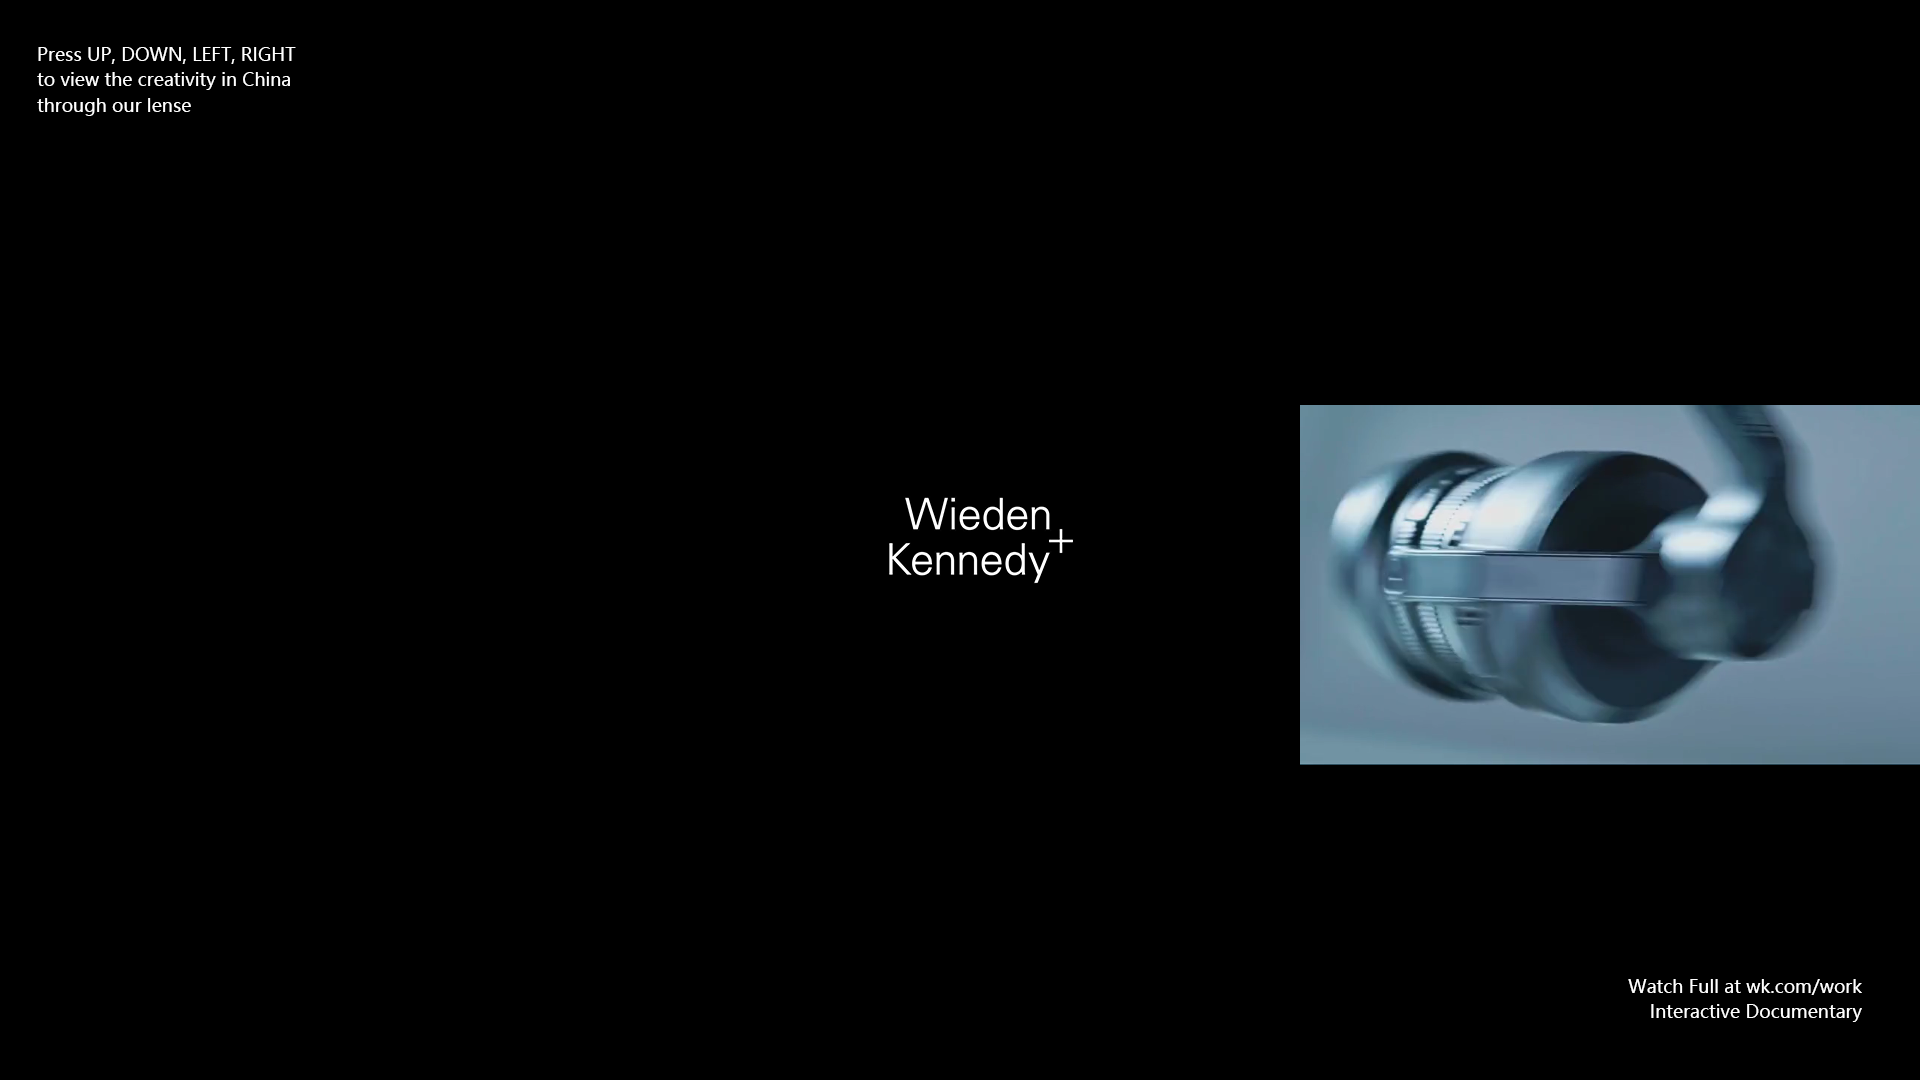 Press UP, DOWN, LEFT, RIGHT
to view the creativity in China
through our lense
Wieden
Kennedy+
Watch Full at wk.com/work
Interactive Documentary